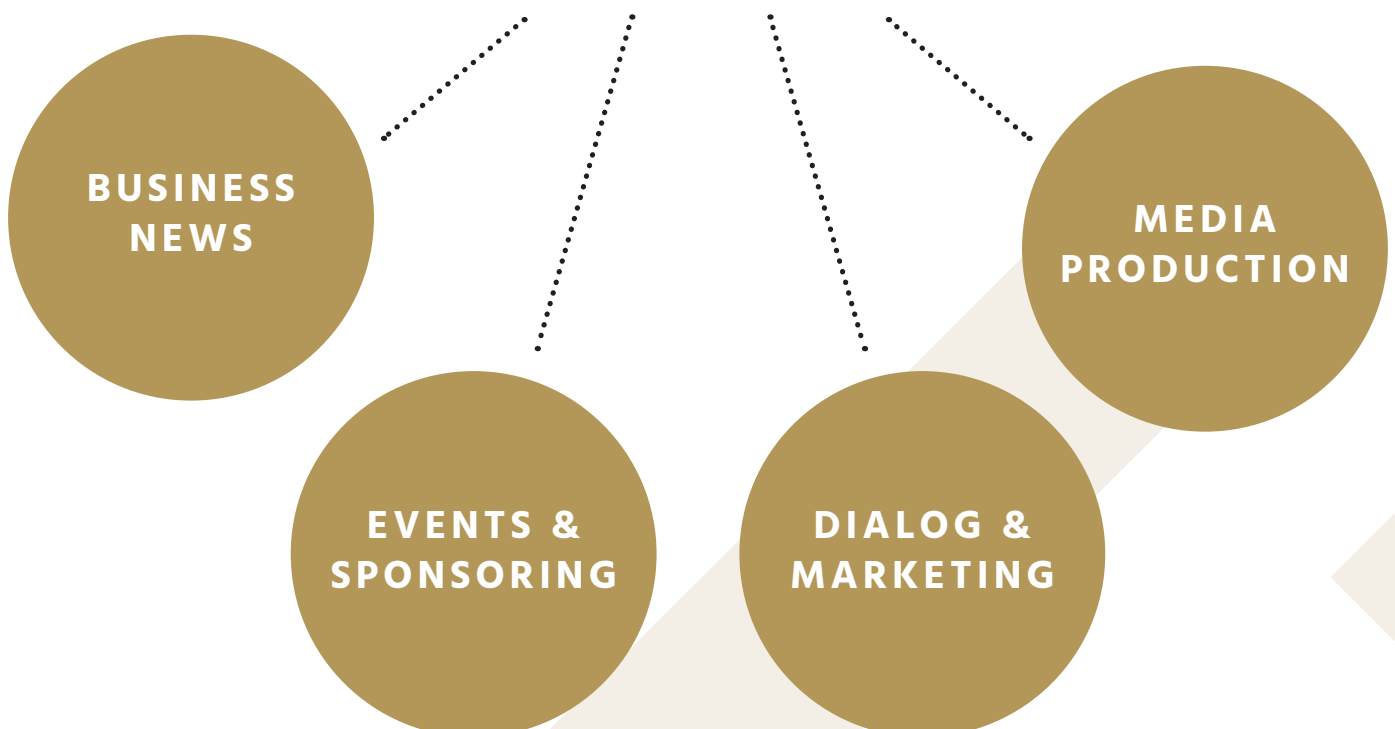 BUSINESS
NEWS
EVENTS &
SPONSORING
DIALOG &
MARKETING
MEDIA
PRODUCTION